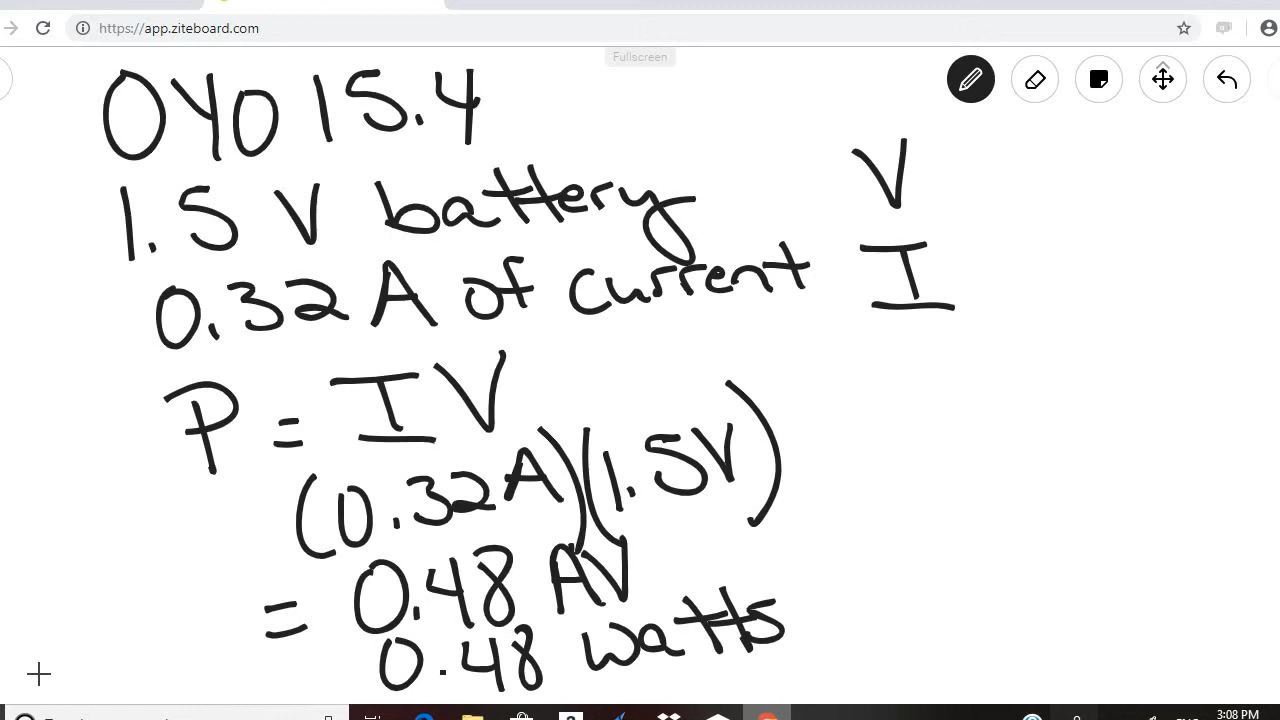 https://app.ziteboard.com
Fullscreen
OYO 15.4
1.5 V battery V
0.32 A of current I
P = IV
(0.32A)(1.5V)
= 0.48 AV
0.48 watts
3:08 PM